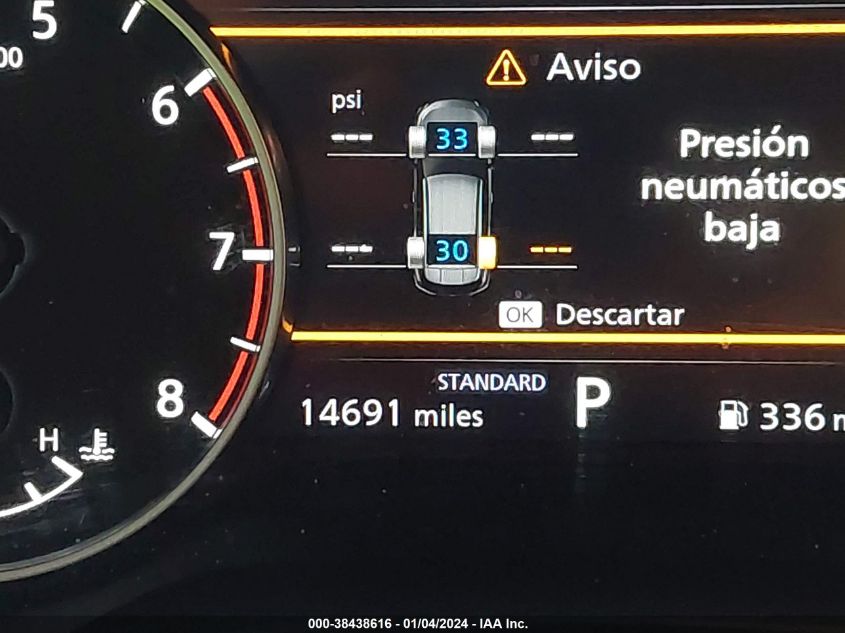 5
00
6
7
8
H
Aviso
psi
--- 33 ---
--- 30 ---
Presión
neumáticos
baja
OK Descartar
STANDARD
14691 miles
P
336
000-38438616 - 01/04/2024 - IAA Inc.